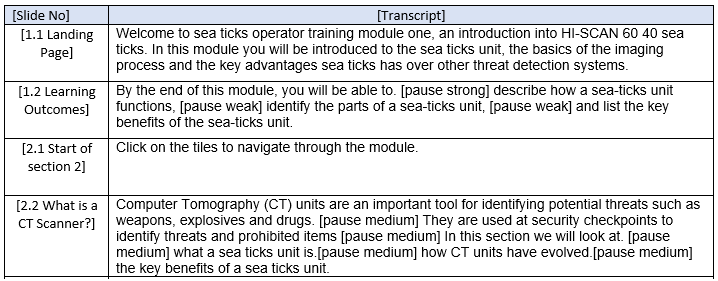 [Slide No] [Transcript]
[1.1 Landing Page] Welcome to sea ticks operator training module one, an introduction into HI-SCAN 60 40 sea
ticks. In this module you will be introduced to the sea ticks unit, the basics of the imaging
process and the key advantages sea ticks has over other threat detection systems.
[1.2 Learning Outcomes] By the end of this module, you will be able to. [pause strong] describe how a sea-ticks unit
functions, [pause weak] identify the parts of a sea-ticks unit, [pause weak] and list the key
benefits of the sea-ticks unit.
[2.1 Start of section 2] Click on the tiles to navigate through the module.
[2.2 What is a CT Scanner?] Computer Tomography (CT) units are an important tool for identifying potential threats such as
weapons, explosives and drugs. [pause medium] They are used at security checkpoints to
identify threats and prohibited items [pause medium] In this section we will look at. [pause
medium] what a sea ticks unit is.[pause medium] how CT units have evolved.[pause medium]
the key benefits of a sea ticks unit.